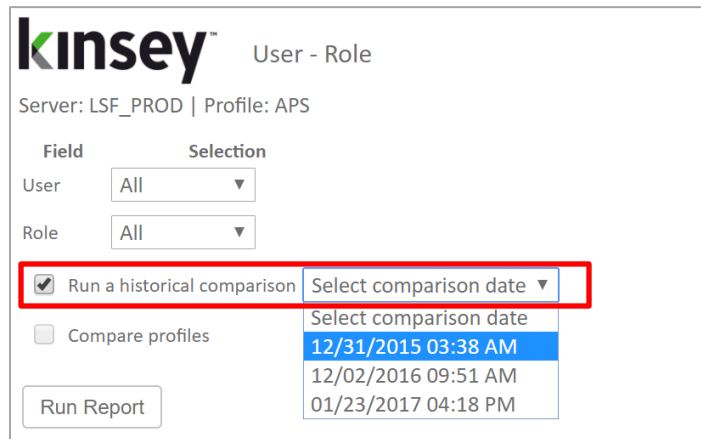 kinsey™ User - Role
Server: LSF_PROD | Profile: APS
Field Selection
User All ▼
Role All ▼
Run a historical comparison Select comparison date ▼
Select comparison date
Compare profiles
12/31/2015 03:38 AM
12/02/2016 09:51 AM
01/23/2017 04:18 PM
Run Report